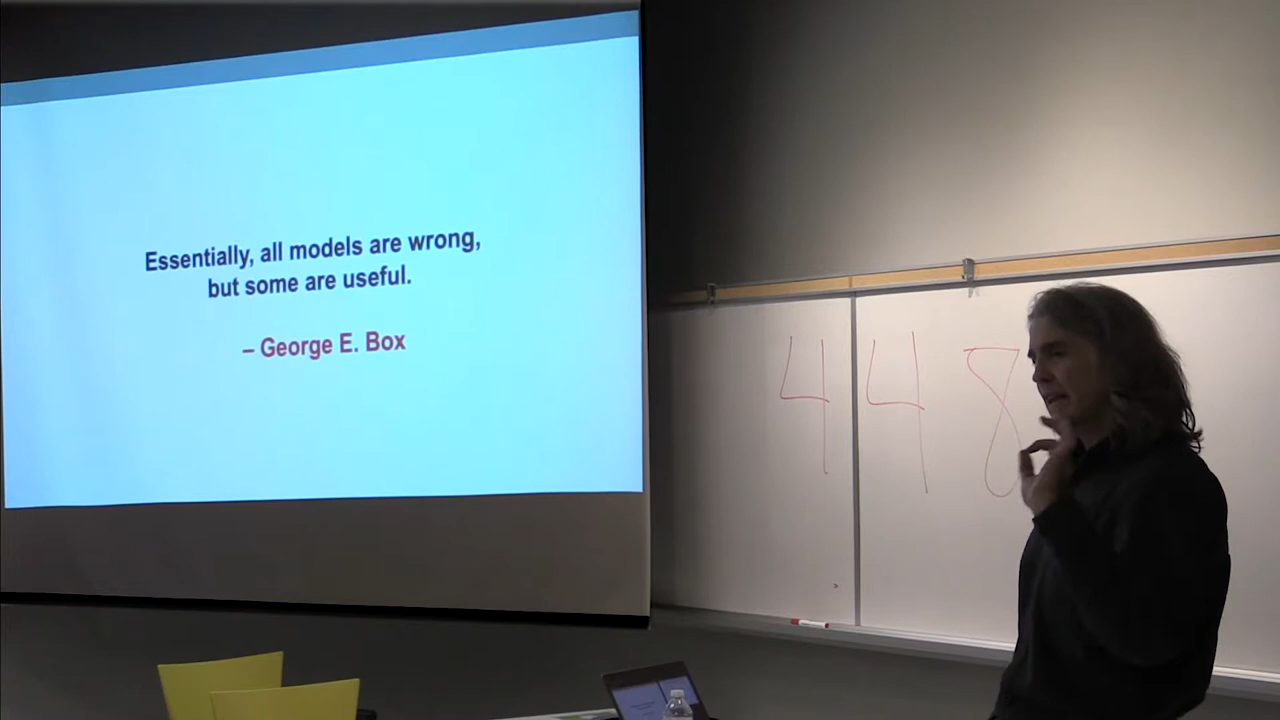 Essentially, all models are wrong,
but some are useful.
– George E. Box
448